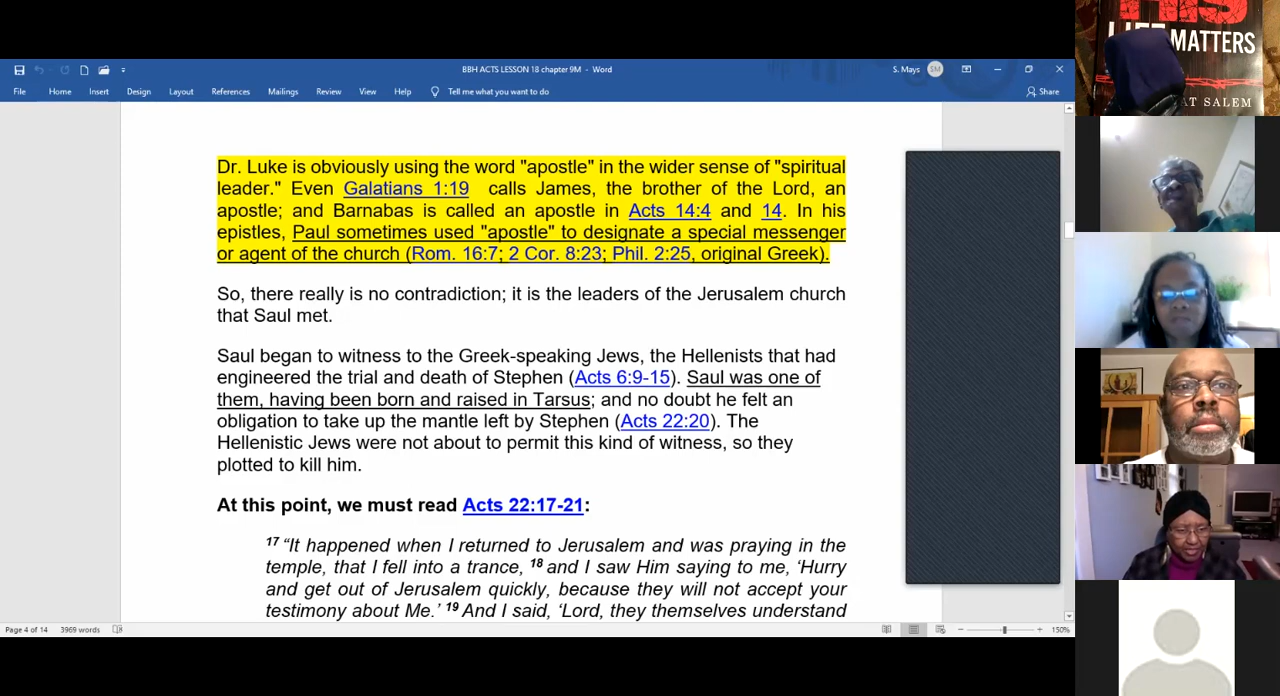 BBH ACTS LESSON 18 chapter 9M - Word
S. Mays
SM
File Home Insert Design Layout References Mailings Review View Help Tell me what you want to do
Share
Dr. Luke is obviously using the word "apostle" in the wider sense of "spiritual
leader." Even Galatians 1:19 calls James, the brother of the Lord, an
apostle; and Barnabas is called an apostle in Acts 14:4 and 14. In his
epistles, Paul sometimes used "apostle" to designate a special messenger
or agent of the church (Rom. 16:7; 2 Cor. 8:23; Phil. 2:25, original Greek).
So, there really is no contradiction; it is the leaders of the Jerusalem church
that Saul met.
Saul began to witness to the Greek-speaking Jews, the Hellenists that had
engineered the trial and death of Stephen (Acts 6:9-15). Saul was one of
them, having been born and raised in Tarsus; and no doubt he felt an
obligation to take up the mantle left by Stephen (Acts 22:20). The
Hellenistic Jews were not about to permit this kind of witness, so they
plotted to kill him.
At this point, we must read Acts 22:17-21:
17 “It happened when I returned to Jerusalem and was praying in the
temple, that I fell into a trance, 18 and I saw Him saying to me, ‘Hurry
and get out of Jerusalem quickly, because they will not accept your
testimony about Me.’ 19 And I said, ‘Lord, they themselves understand
Page 4 of 14 3969 words
150%
HIS
MATTERS
AT SALEM